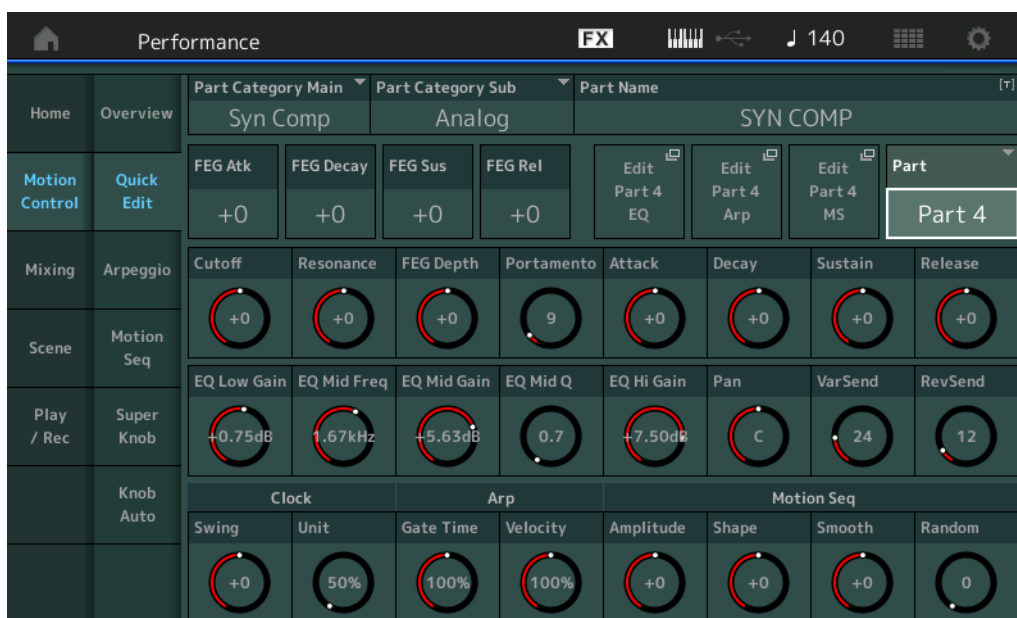 Performance
FX
♩ 140
Home
Overview
Motion
Control
Quick
Edit
Mixing
Arpeggio
Scene
Motion
Seq
Play
/ Rec
Super
Knob
Knob
Auto
Part Category Main
Part Category Sub
Part Name
[T]
Syn Comp
Analog
SYN COMP
FEG Atk
FEG Decay
FEG Sus
FEG Rel
+0
+0
+0
+0
Edit
Part 4
EQ
Edit
Part 4
Arp
Edit
Part 4
MS
Part
Part 4
Cutoff
Resonance
FEG Depth
Portamento
Attack
Decay
Sustain
Release
+0
+0
+0
9
+0
+0
+0
+0
EQ Low Gain
EQ Mid Freq
EQ Mid Gain
EQ Mid Q
EQ Hi Gain
Pan
VarSend
RevSend
+0.75dB
1.67kHz
+5.63dB
0.7
+7.50dB
C
24
12
Clock
Arp
Motion Seq
Swing
Unit
Gate Time
Velocity
Amplitude
Shape
Smooth
Random
+0
50%
100%
100%
+0
+0
+0
0